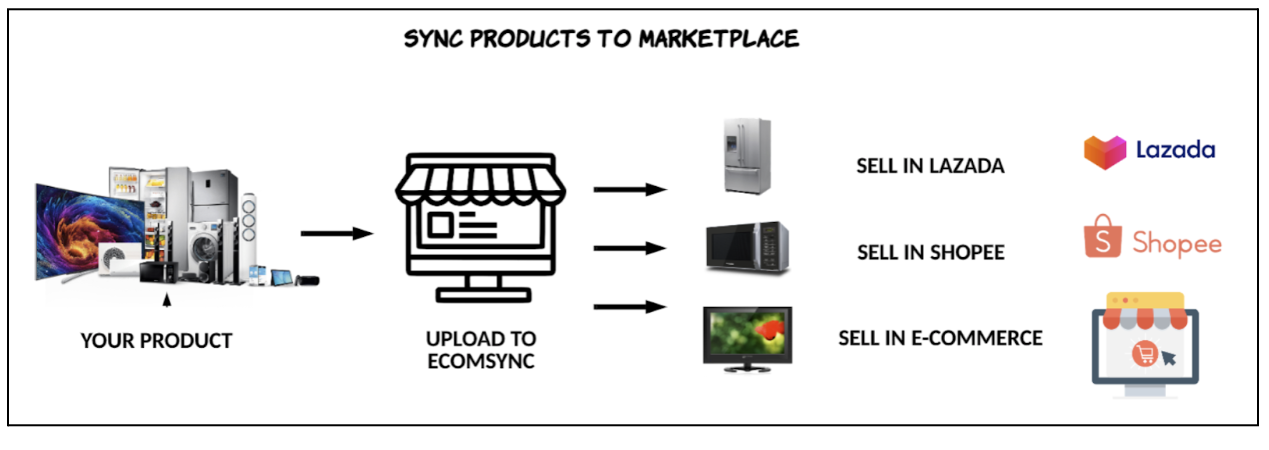 SYNC PRODUCTS TO MARKETPLACE
YOUR PRODUCT
UPLOAD TO
ECOMSYNC
SELL IN LAZADA
Lazada
SELL IN SHOPEE
S Shopee
SELL IN E-COMMERCE